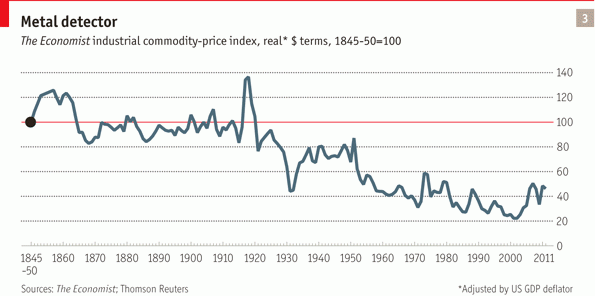 Metal detector
3
The Economist industrial commodity-price index, real* $ terms, 1845-50=100
140
120
100
80
60
40
20
0
1845 1860 1870 1880 1890 1900 1910 1920 1930 1940 1950 1960 1970 1980 1990 2000 2011
-50
Sources: The Economist; Thomson Reuters *Adjusted by US GDP deflator